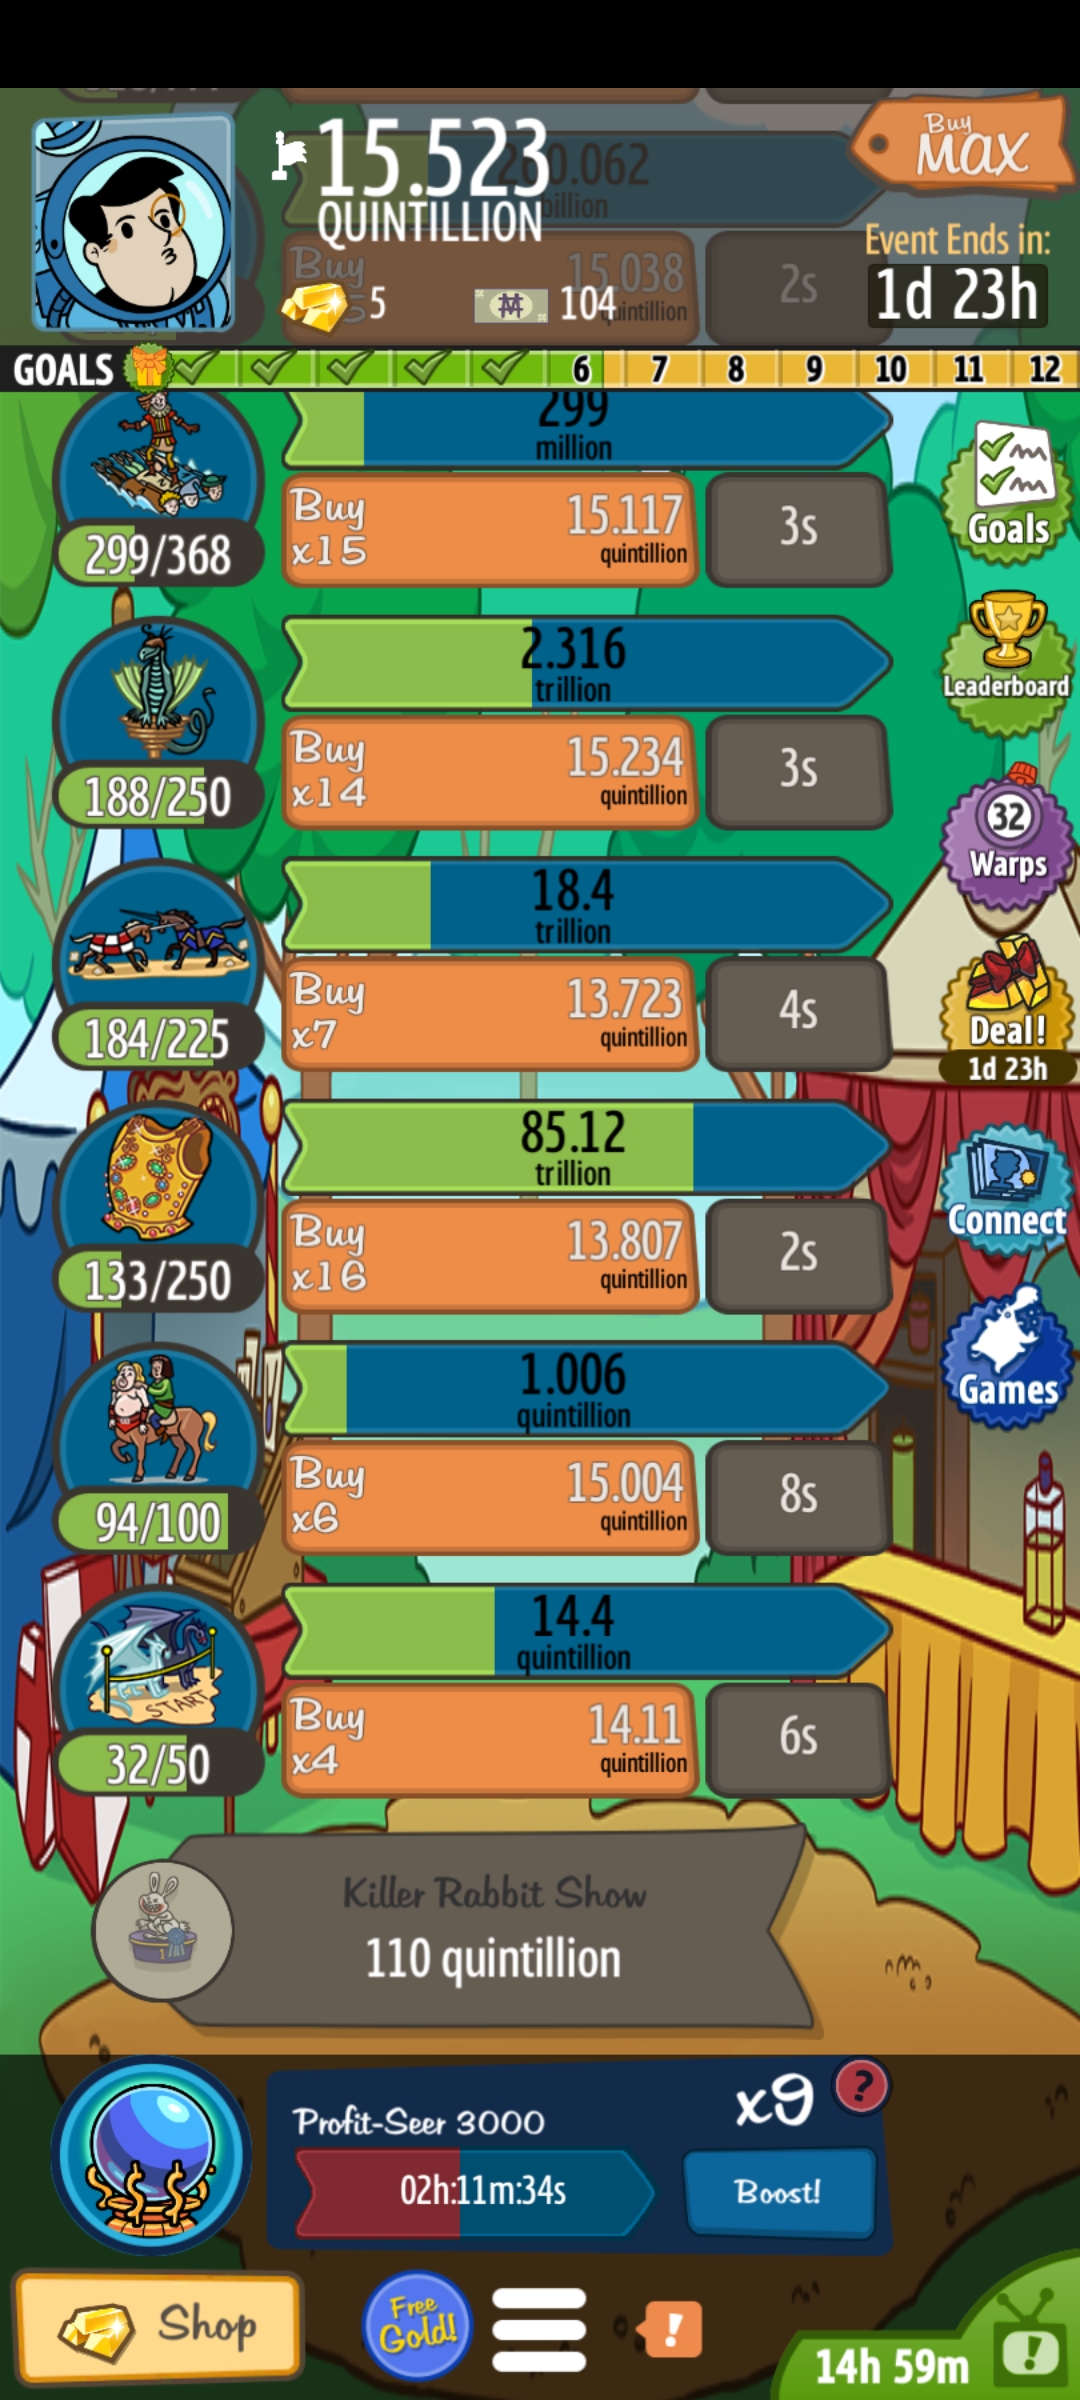 15.523
QUINTILLION
Buy
MAX
Event Ends in:
1d 23h
5
104
Buy
15.038
quintillion
2s
GOALS
6 7 8 9 10 11 12
299
million
299/368
Buy
x15
15.117
quintillion
3s
Goals
2.316
trillion
188/250
Buy
x14
15.234
quintillion
3s
Leaderboard
32
Warps
18.4
trillion
184/225
Buy
x7
13.723
quintillion
4s
Deal!
1d 23h
85.12
trillion
133/250
Buy
x16
13.807
quintillion
2s
Connect
1.006
quintillion
94/100
Buy
x6
15.004
quintillion
8s
Games
14.4
quintillion
START
32/50
Buy
x4
14.11
quintillion
6s
Killer Rabbit Show
110 quintillion
1
Profit-Seer 3000
x9
?
02h:11m:34s
Boost!
Shop
Free
Gold!
!
14h 59m
!